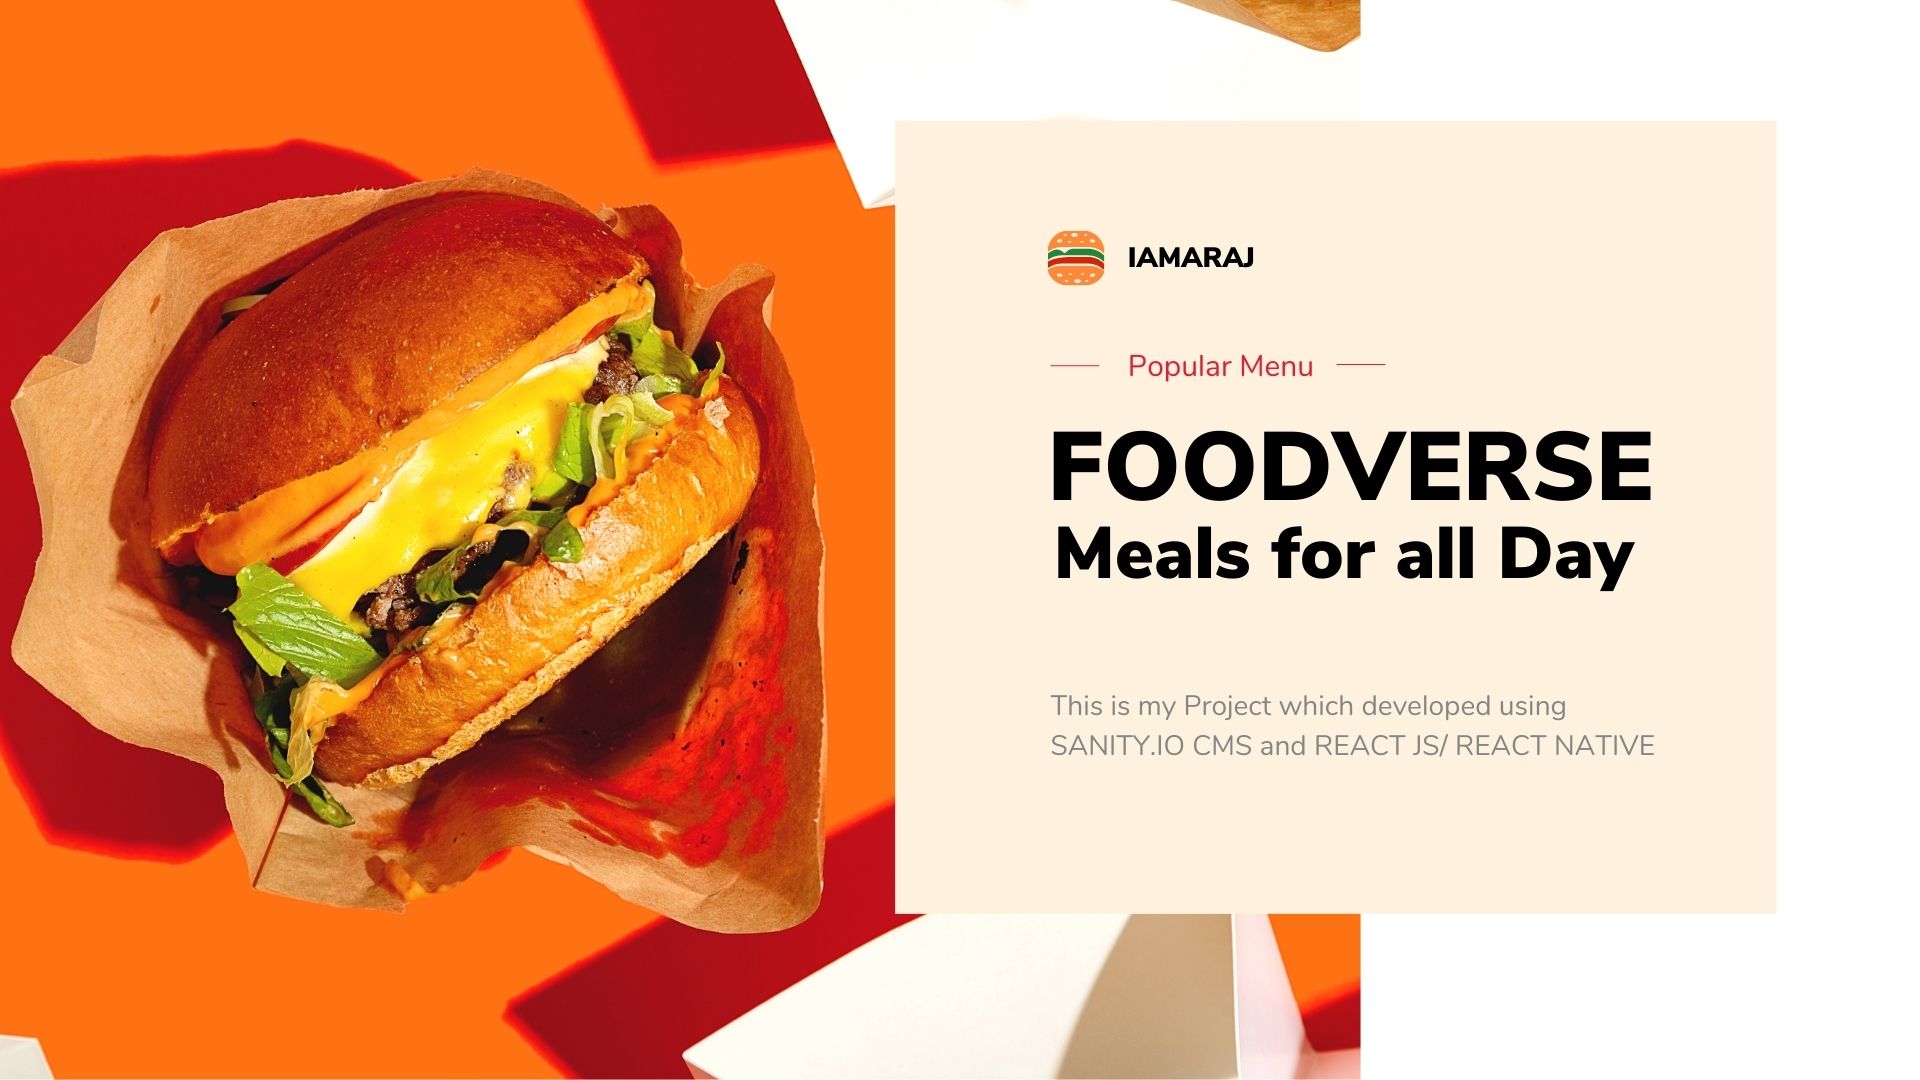 IAMARAJ
Popular Menu
FOODVERSE
Meals for all Day
This is my Project which developed using
SANITY.IO CMS and REACT JS/ REACT NATIVE